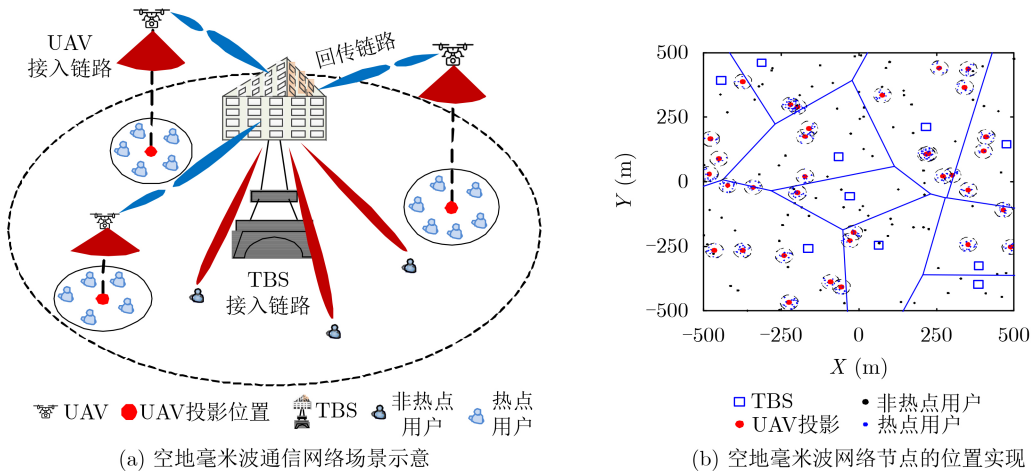 UAV
接入链路
回传链路
TBS
接入链路
UAV
UAV投影位置
TBS
非热点
用户
热点
用户
(a) 空地毫米波通信网络场景示意
500
250
0
−250
−500
Y (m)
−500
−250
0
250
500
X (m)
TBS
非热点用户
UAV投影
热点用户
(b) 空地毫米波网络节点的位置实现